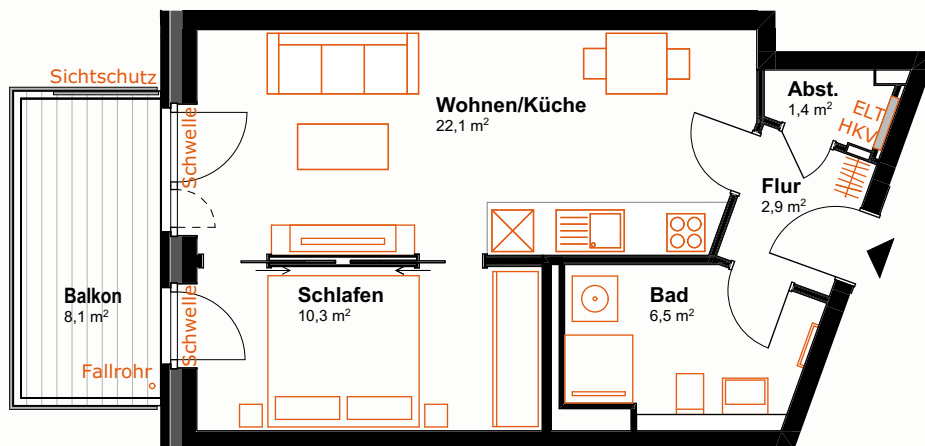 Sichtschutz
Schwelle
Wohnen/Küche
22,1 m²
Abst.
1,4 m²
ELT
HKV
Flur
2,9 m²
Balkon
8,1 m²
Schwelle
Schlafen
10,3 m²
Bad
6,5 m²
Fallrohr